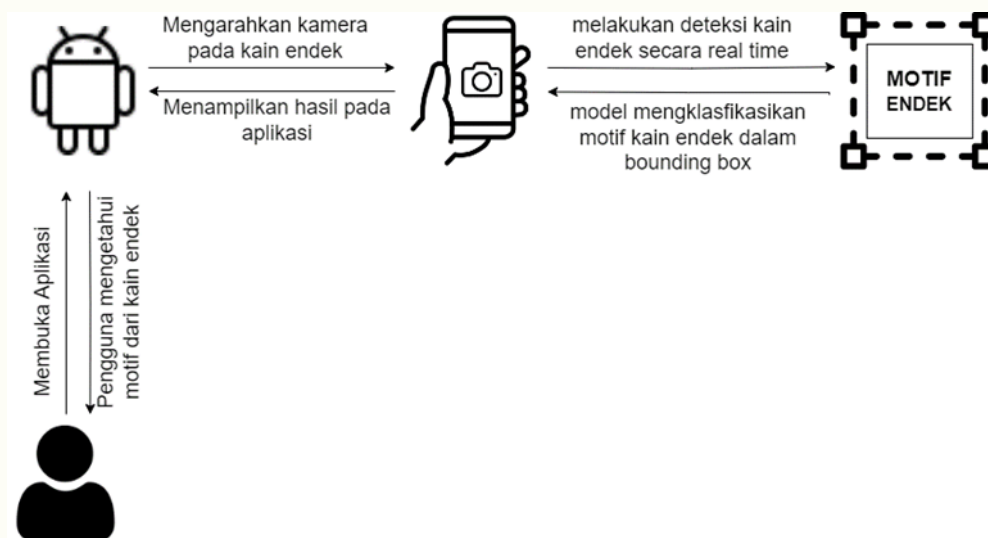 Mengarahkan kamera
pada kain endek
Menampilkan hasil pada
aplikasi
melakukan deteksi kain
endek secara real time
model mengklasfikasikan
motif kain endek dalam
bounding box
MOTIF
ENDEK
Membuka Aplikasi
Pengguna mengetahui
motif dari kain endek